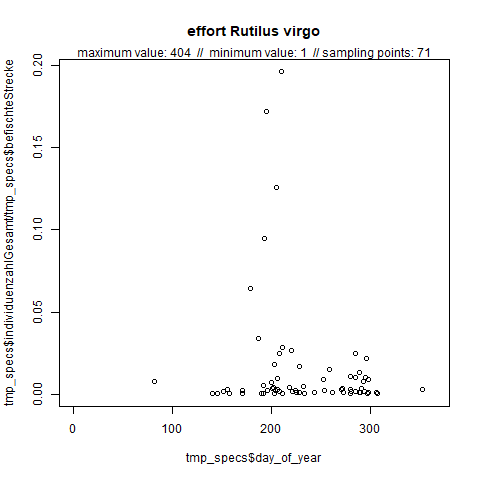 effort Rutilus virgo
maximum value: 404 // minimum value: 1 // sampling points: 71
tmp_specs$individuenzahlGesamt/tmp_specs$befischteStrecke
0.20
0.15
0.10
0.05
0.00
0 100 200 300
tmp_specs$day_of_year